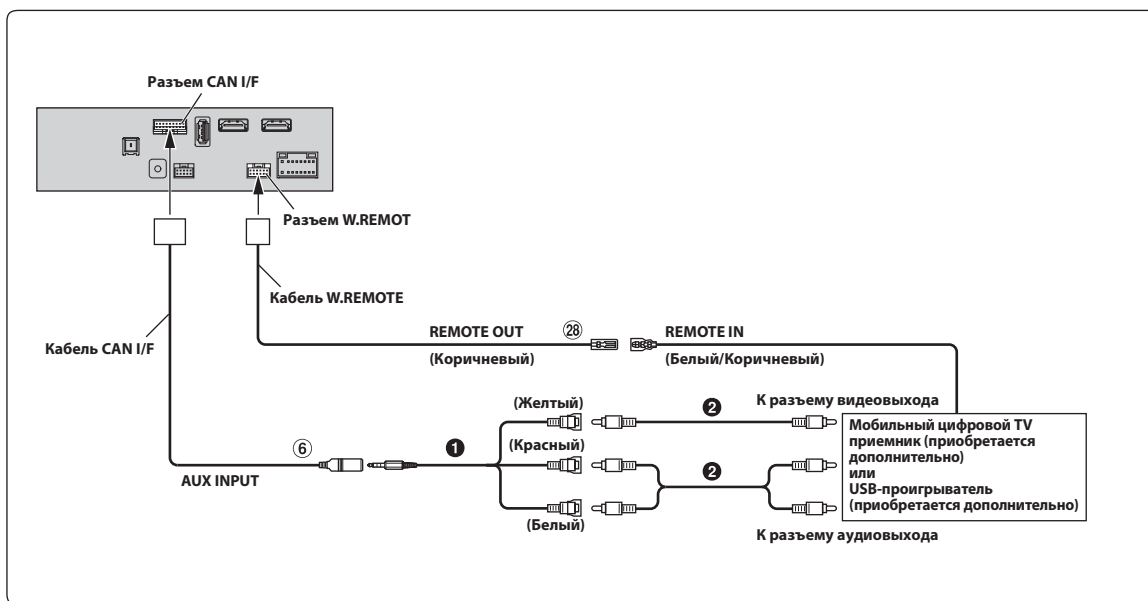 Разъем CAN I/F
Разъем W.REMOT
Кабель W.REMOTE
Кабель CAN I/F
REMOTE OUT
(Коричневый)
28
REMOTE IN
(Белый/Коричневый)
(Желтый)
(Красный)
(Белый)
6
AUX INPUT
1
2
2
К разъему видеовыхода
Мобильный цифровой TV
приемник (приобретается
дополнительно)
или
USB-проигрыватель
(приобретается дополнительно)
К разъему аудиовыхода